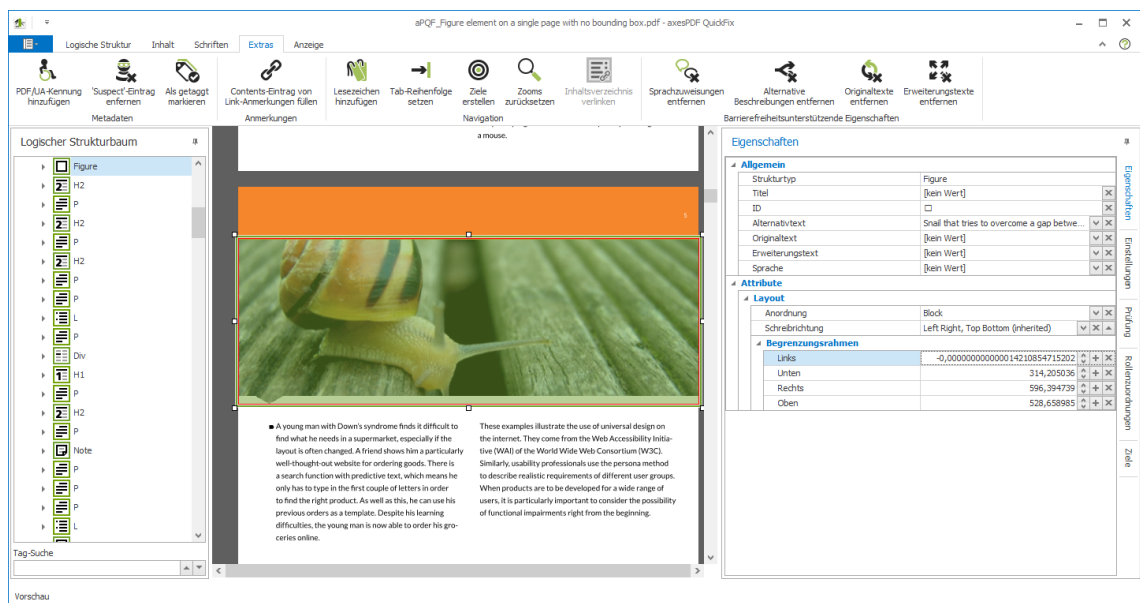 aPQF_Figure element on a single page with no bounding box.pdf - axesPDF QuickFix
Logische Struktur Inhalt Schriften Extras Anzeige
PDF/UA-Kennung hinzufügen
'Suspect'-Eintrag entfernen
Als getaggt markieren
Metadaten
Contents-Eintrag von Link-Anmerkungen füllen
Anmerkungen
Lesezeichen hinzufügen
Tab-Reihenfolge setzen
Ziele erstellen
Zooms zurücksetzen
Inhaltsverzeichnis verlinken
Navigation
Sprachzuweisungen entfernen
Alternative Beschreibungen entfernen
Originaltexte entfernen
Erweiterungstexte entfernen
Barrierefreiheitsunterstützende Eigenschaften
Logischer Strukturbaum
Figure
H2
P
H2
P
H2
P
P
L
P
Div
H1
P
H2
P
Note
P
P
P
L
Tag-Suche
Vorschau
a mouse.
5
A young man with Down's syndrome finds it difficult to
find what he needs in a supermarket, especially if the
layout is often changed. A friend shows him a particularly
well-thought-out website for ordering goods. There is
a search function with predictive text, which means he
only has to type in the first couple of letters in order
to find the right product. As well as this, he can use his
previous orders as a template. Despite his learning
difficulties, the young man is now able to order his gro-
ceries online.
These examples illustrate the use of universal design on
the internet. They come from the Web Accessibility Initia-
tive (WAI) of the World Wide Web Consortium (W3C).
Similarly, usability professionals use the persona method
to describe realistic requirements of different user groups.
When products are to be developed for a wide range of
users, it is particularly important to consider the possibility
of functional impairments right from the beginning.
Eigenschaften
Allgemein
Strukturtyp Figure
Titel [kein Wert]
ID
Alternativtext Snail that tries to overcome a gap betwe...
Originaltext [kein Wert]
Erweiterungstext [kein Wert]
Sprache [kein Wert]
Attribute
Layout
Anordnung Block
Schreibrichtung Left Right, Top Bottom (inherited)
Begrenzungsrahmen
Links -0,000000000000014210854715202
Unten 314,205036
Rechts 596,394739
Oben 528,658985
Eigenschaften
Einstellungen
Prüfung
Rollenzuordnungen
Ziele